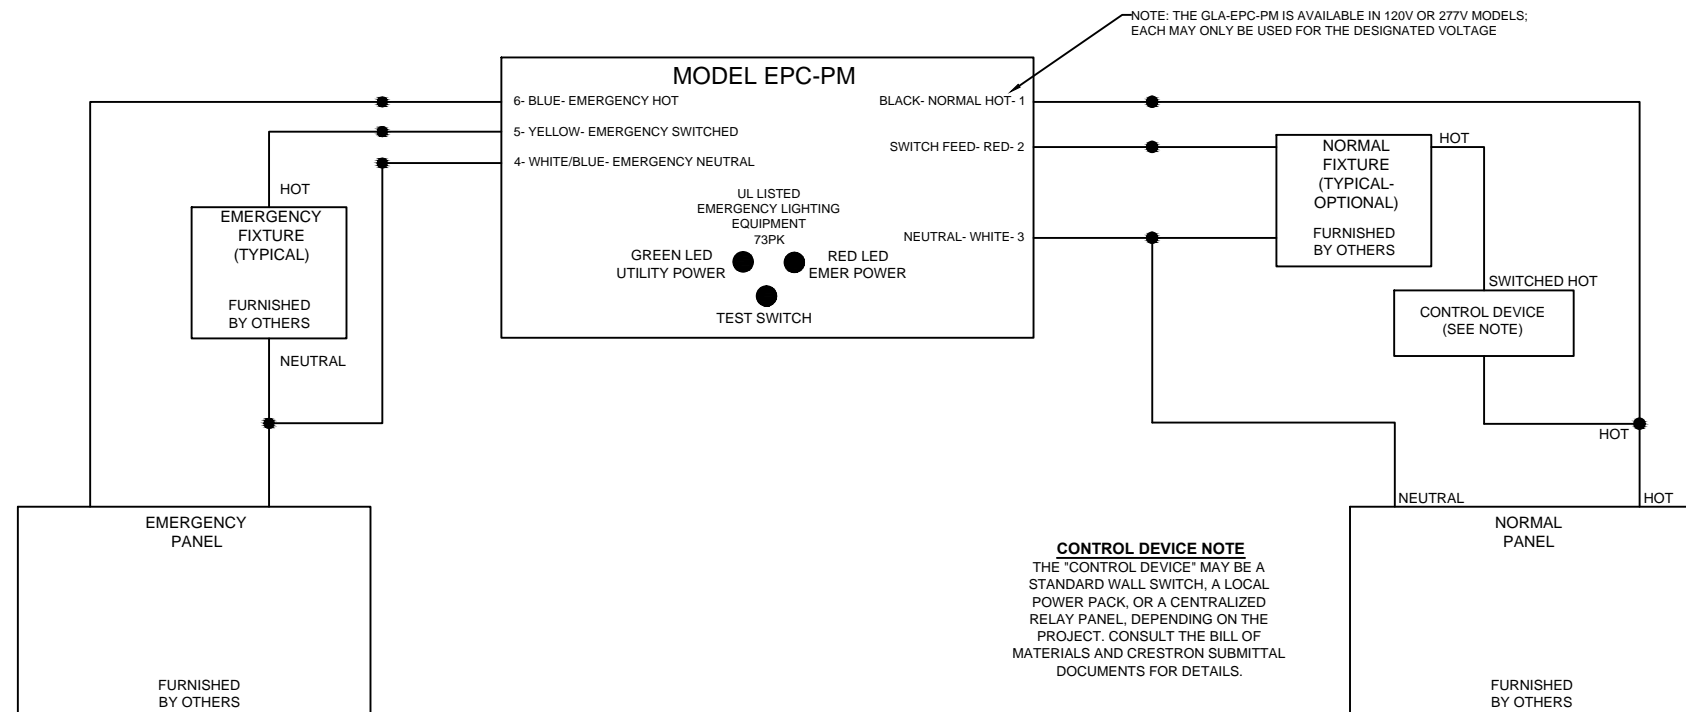 NOTE: THE GLA-EPC-PM IS AVAILABLE IN 120V OR 277V MODELS;
EACH MAY ONLY BE USED FOR THE DESIGNATED VOLTAGE
MODEL EPC-PM
6- BLUE- EMERGENCY HOT
5- YELLOW- EMERGENCY SWITCHED
4- WHITE/BLUE- EMERGENCY NEUTRAL
BLACK- NORMAL HOT- 1
SWITCH FEED- RED- 2
NEUTRAL- WHITE- 3
UL LISTED
EMERGENCY LIGHTING
EQUIPMENT
73PK
GREEN LED
UTILITY POWER
RED LED
EMER POWER
TEST SWITCH
HOT
EMERGENCY
FIXTURE
(TYPICAL)
FURNISHED
BY OTHERS
NEUTRAL
NORMAL
FIXTURE
(TYPICAL-
OPTIONAL)
FURNISHED
BY OTHERS
HOT
SWITCHED HOT
CONTROL DEVICE
(SEE NOTE)
HOT
NEUTRAL
HOT
EMERGENCY
PANEL
FURNISHED
BY OTHERS
CONTROL DEVICE NOTE
THE "CONTROL DEVICE" MAY BE A
STANDARD WALL SWITCH, A LOCAL
POWER PACK, OR A CENTRALIZED
RELAY PANEL, DEPENDING ON THE
PROJECT. CONSULT THE BILL OF
MATERIALS AND CRESTRON SUBMITTAL
DOCUMENTS FOR DETAILS.
NORMAL
PANEL
FURNISHED
BY OTHERS